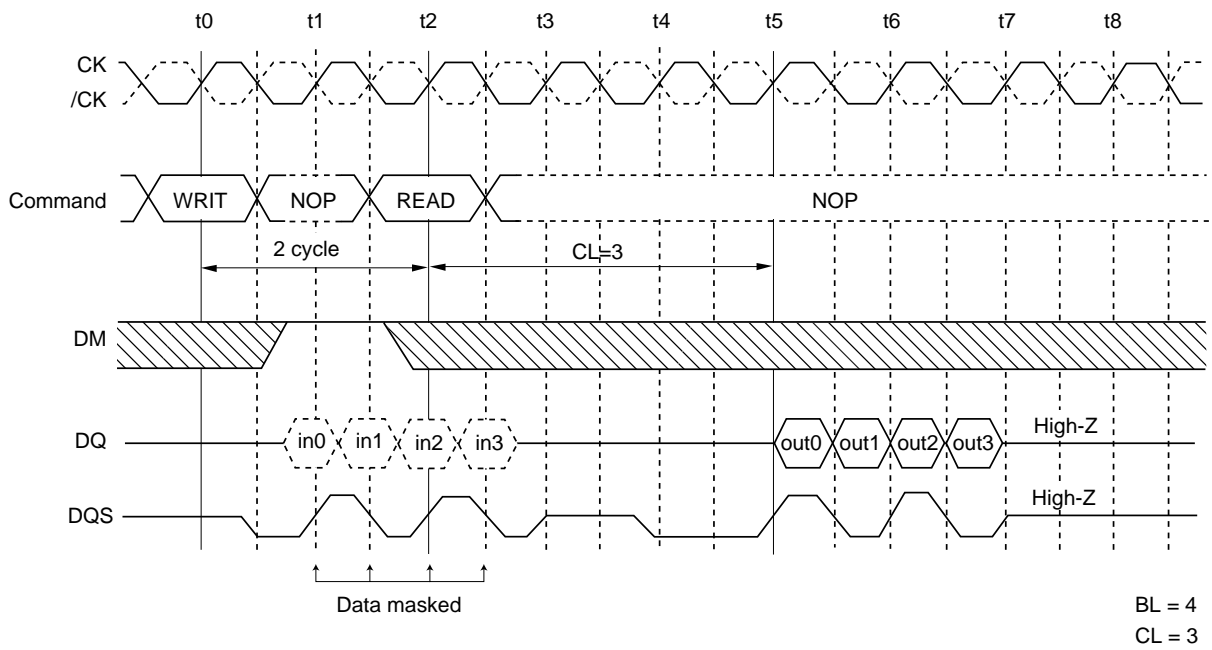 t0 t1 t2 t3 t4 t5 t6 t7 t8
CK
/CK
Command WRIT NOP READ NOP
2 cycle CL=3
DM
DQ in0 in1 in2 in3 out0 out1 out2 out3 High-Z
DQS High-Z
Data masked
BL = 4
CL = 3